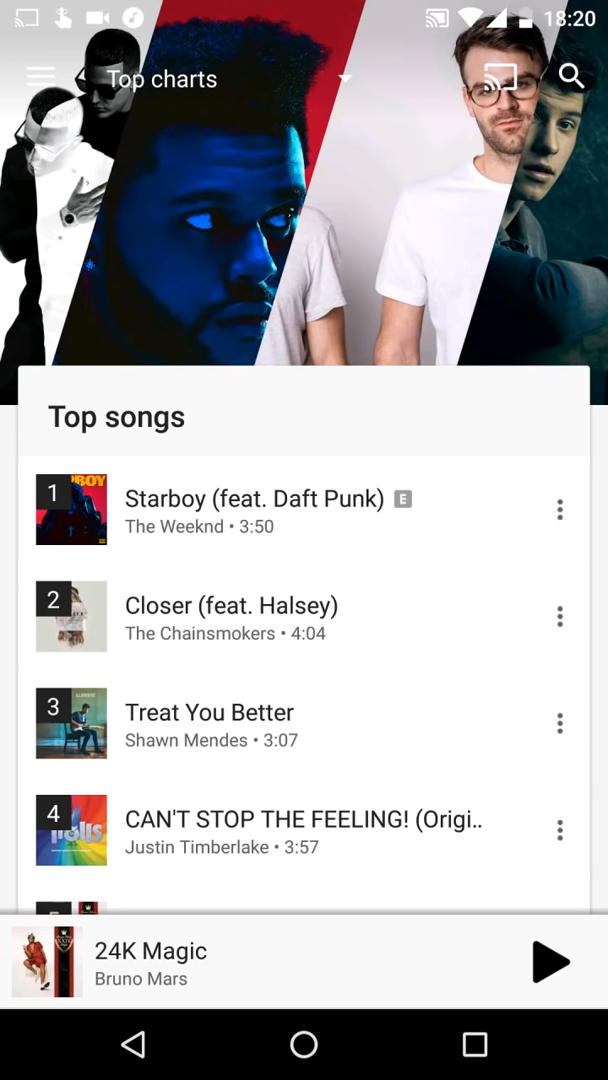 18:20
Top charts
Top songs
1
BOY
Starboy (feat. Daft Punk) E
The Weeknd • 3:50
2
Closer (feat. Halsey)
The Chainsmokers • 4:04
3
Treat You Better
Shawn Mendes • 3:07
4
CAN'T STOP THE FEELING! (Origi..
Justin Timberlake • 3:57
24K Magic
Bruno Mars